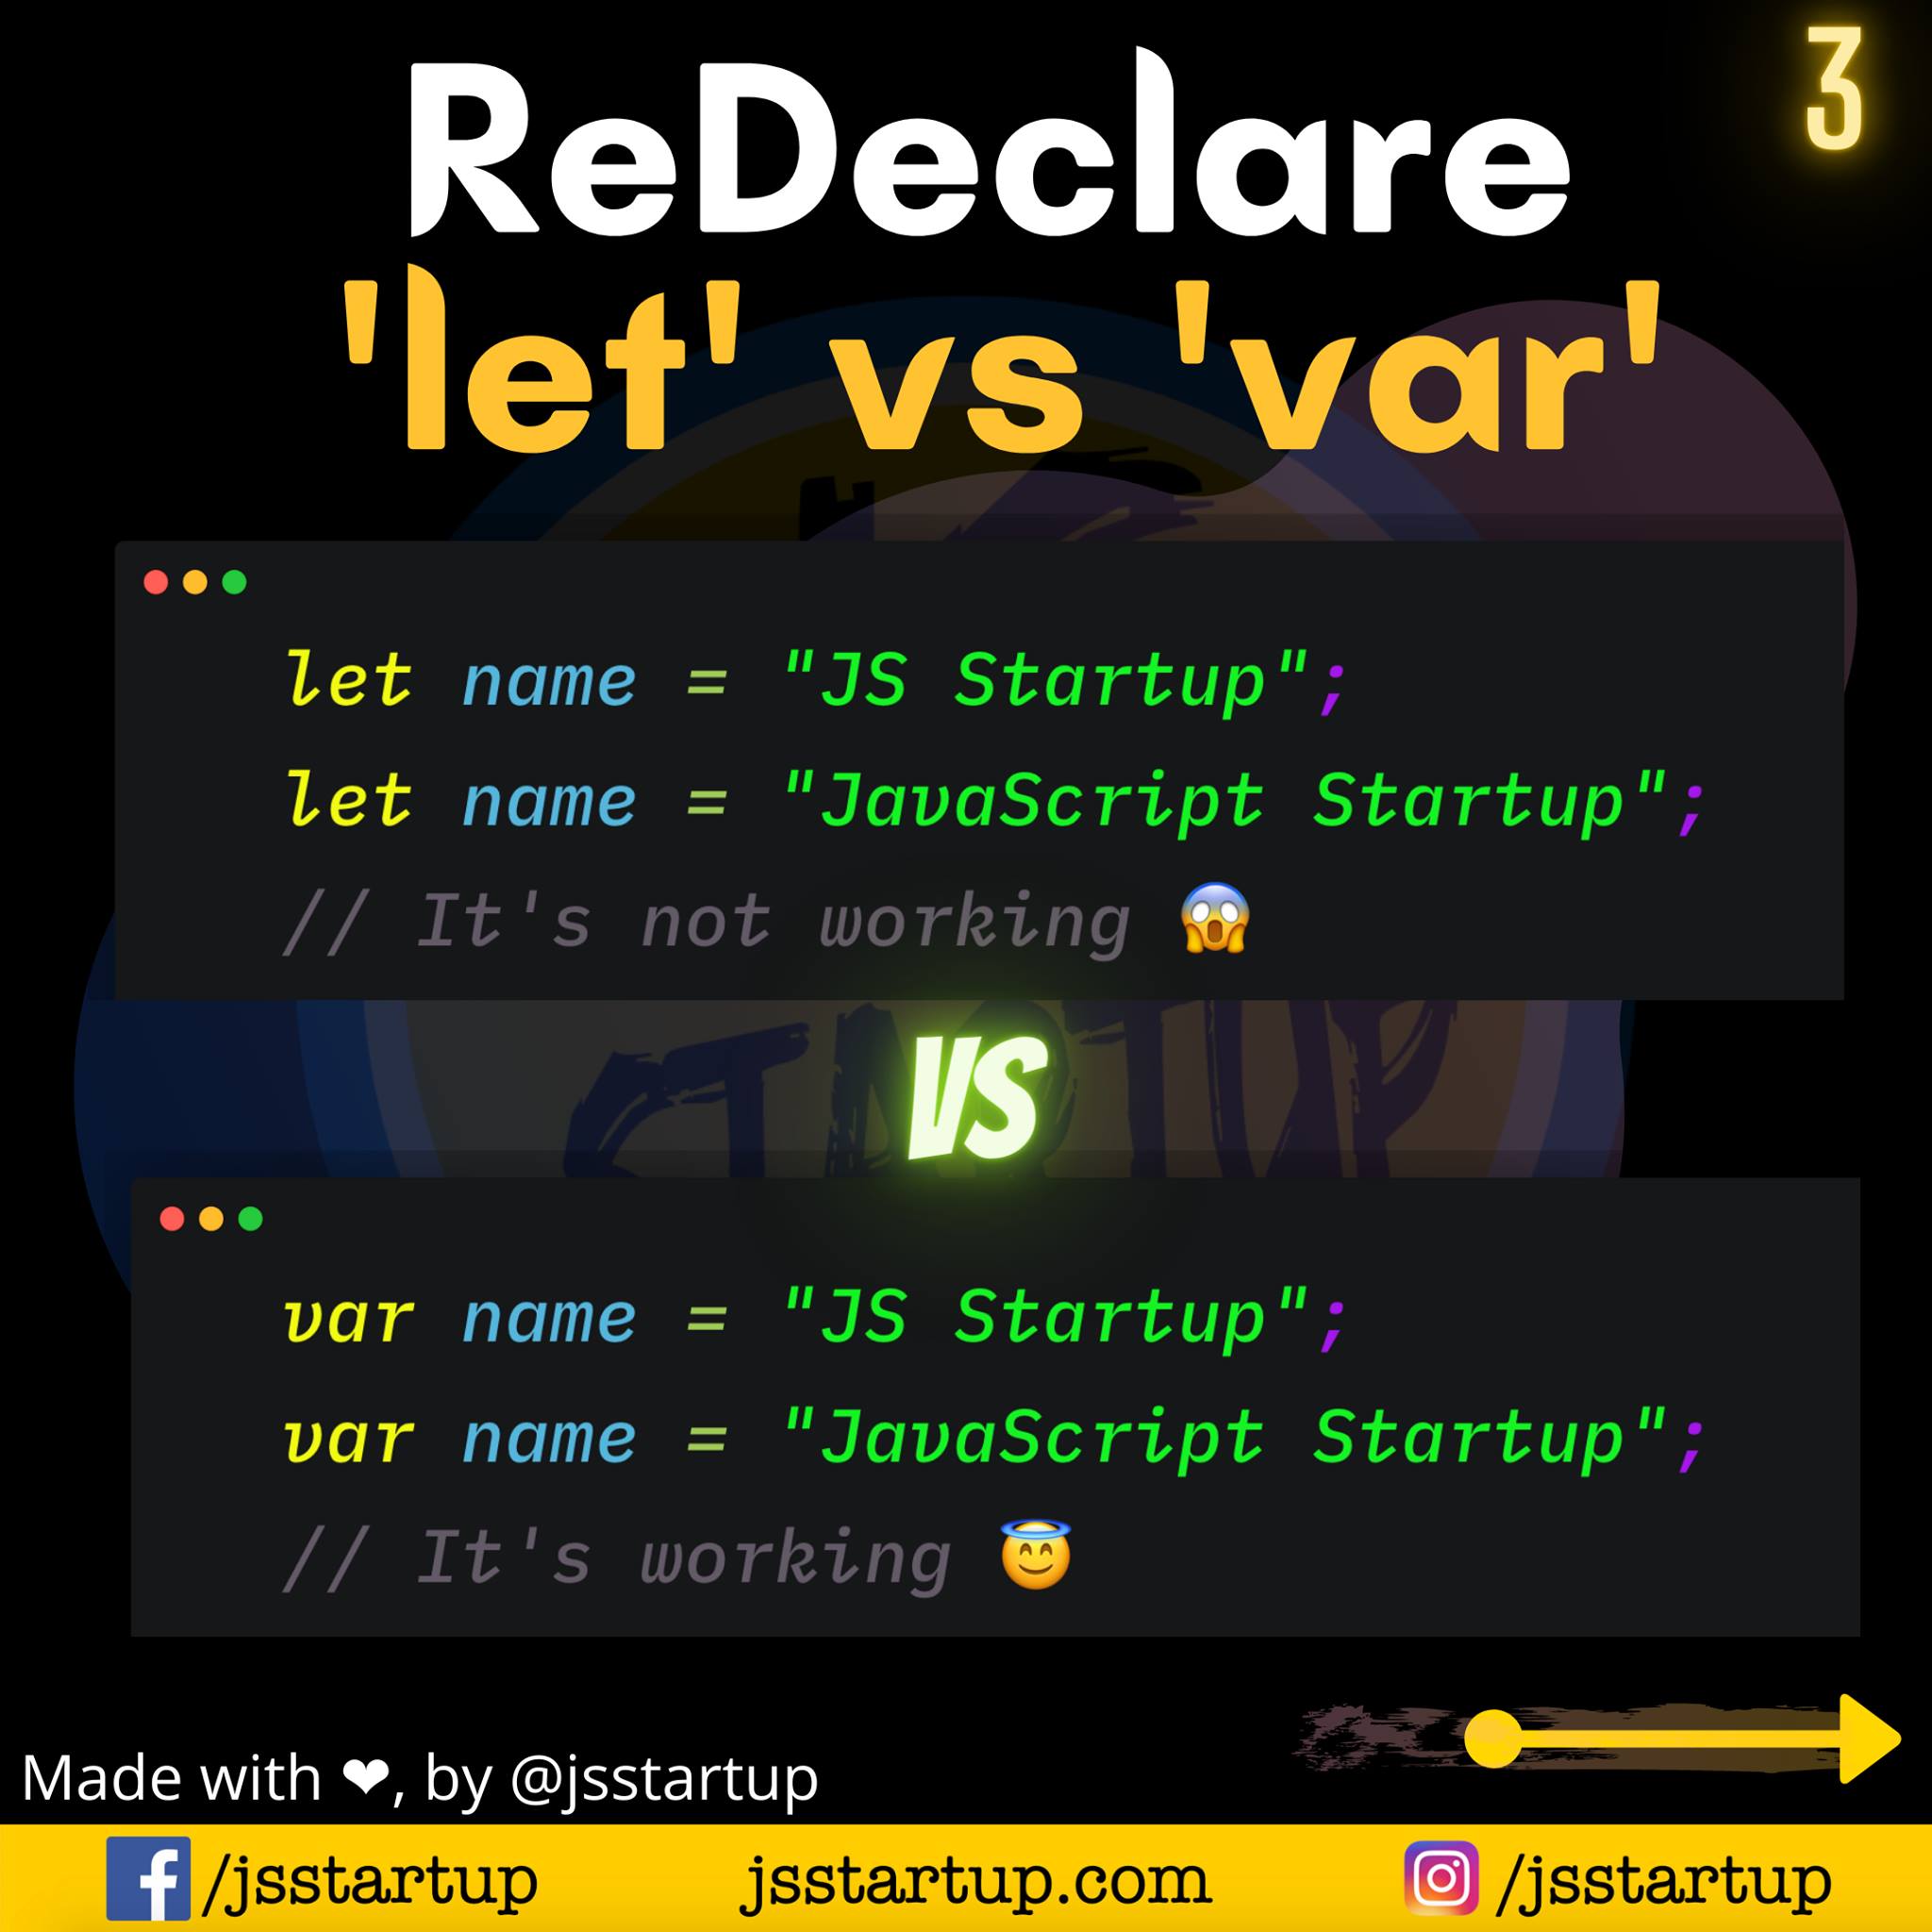 3
ReDeclare
'let' vs 'var'
let name = "JS Startup";
let name = "JavaScript Startup";
// It's not working 😱
VS
var name = "JS Startup";
var name = "JavaScript Startup";
// It's working 😇
Made with ❤, by @jsstartup
/jsstartup
jsstartup.com
/jsstartup